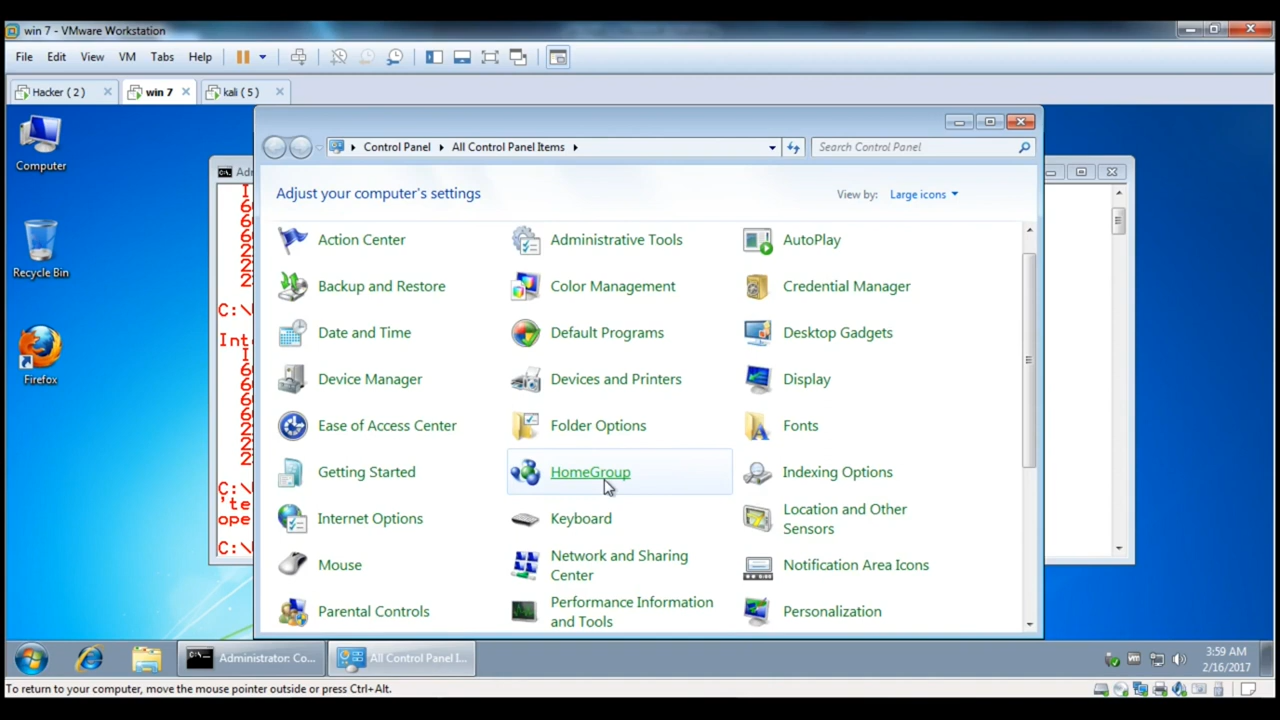 win 7 - VMware Workstation
File Edit View VM Tabs Help
Hacker ( 2 ) win 7 kali ( 5 )
Computer
Recycle Bin
Firefox
Control Panel All Control Panel Items
Search Control Panel
Adjust your computer's settings
View by: Large icons
Action Center Administrative Tools AutoPlay
Backup and Restore Color Management Credential Manager
Date and Time Default Programs Desktop Gadgets
Device Manager Devices and Printers Display
Ease of Access Center Folder Options Fonts
Getting Started HomeGroup Indexing Options
Internet Options Keyboard Location and Other
Sensors
Mouse Network and Sharing
Center Notification Area Icons
Parental Controls Performance Information
and Tools Personalization
C:\
C:\
'te
ope
C:\
Administrator: Co... All Control Panel I...
3:59 AM
2/16/2017
To return to your computer, move the mouse pointer outside or press Ctrl+Alt.